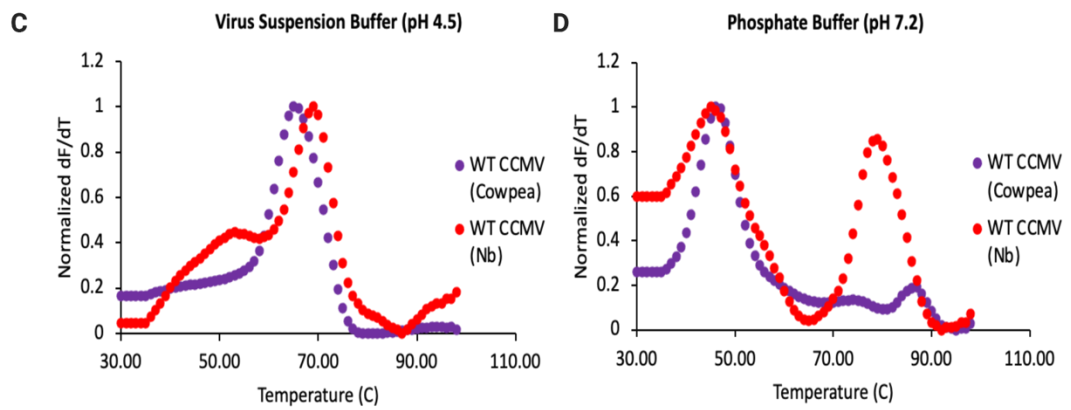 C
Virus Suspension Buffer (pH 4.5)
Normalized dF/dT
1.2
1
0.8
0.6
0.4
0.2
0
30.00 50.00 70.00 90.00 110.00
Temperature (C)
WT CCMV
(Cowpea)
WT CCMV
(Nb)
D
Phosphate Buffer (pH 7.2)
Normalized dF/dT
1.2
1
0.8
0.6
0.4
0.2
0
30.00 50.00 70.00 90.00 110.00
Temperature (C)
WT CCMV
(Cowpea)
WT CCMV
(Nb)